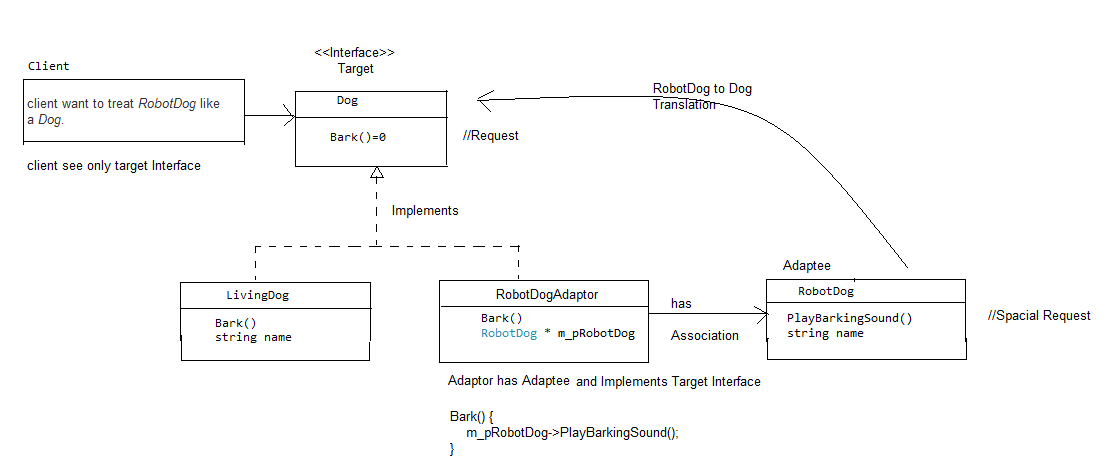 Client
client want to treat RobotDog like
a Dog.
client see only target Interface
<<Interface>>
Target
Dog
Bark()=0
//Request
RobotDog to Dog
Translation
Implements
LivingDog
Bark()
string name
RobotDogAdaptor
Bark()
RobotDog * m_pRobotDog
has
Association
Adaptee
RobotDog
PlayBarkingSound()
string name
//Spacial Request
Adaptor has Adaptee and Implements Target Interface
Bark() {
m_pRobotDog->PlayBarkingSound();
}